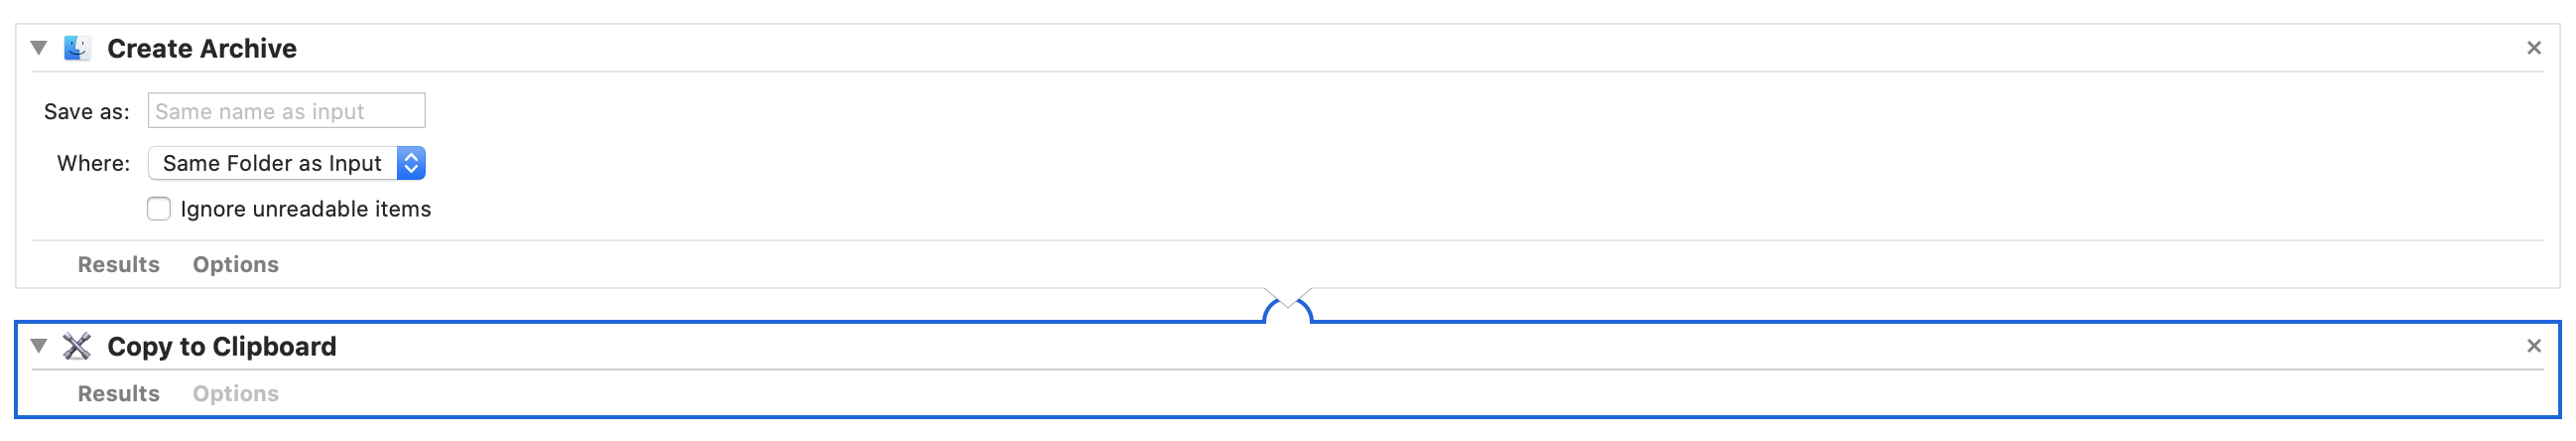 Create Archive
Save as: Same name as input
Where: Same Folder as Input
Ignore unreadable items
Results Options
Copy to Clipboard
Results Options